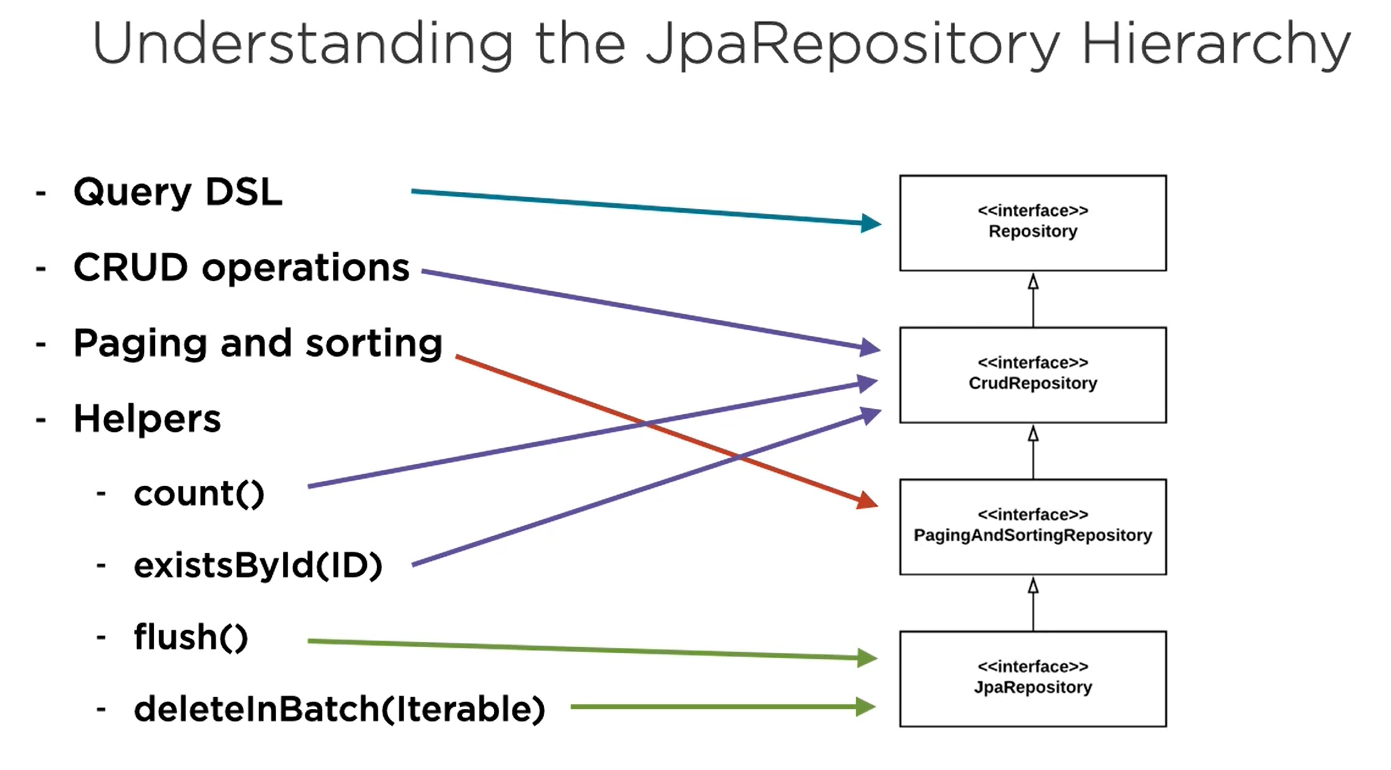 Understanding the JpaRepository Hierarchy
- Query DSL
- CRUD operations
- Paging and sorting
- Helpers
- count()
- existsById(ID)
- flush()
- deleteInBatch(Iterable)
<<interface>>
Repository
<<interface>>
CrudRepository
<<interface>>
PagingAndSortingRepository
<<interface>>
JpaRepository